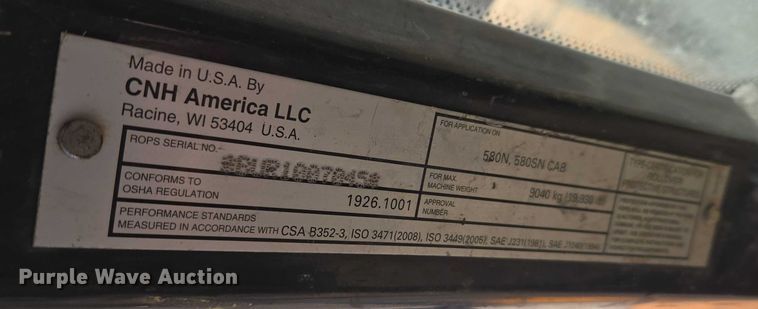 Made in U.S.A. By
CNH America LLC
Racine, WI 53404 U.S.A.
ROPS SERIAL NO.
CONFORMS TO
OSHA REGULATION
1926.1001
PERFORMANCE STANDARDS
MEASURED IN ACCORDANCE WITH CSA B352-3, ISO 3471(2008), ISO 3449(2005), SAE J231(1981), SAE
FOR APPLICATION ON
580N, 580SN CAB
FOR MAX.
MACHINE WEIGHT
9040 kg
APPROVAL
NUMBER
Purple Wave Auction